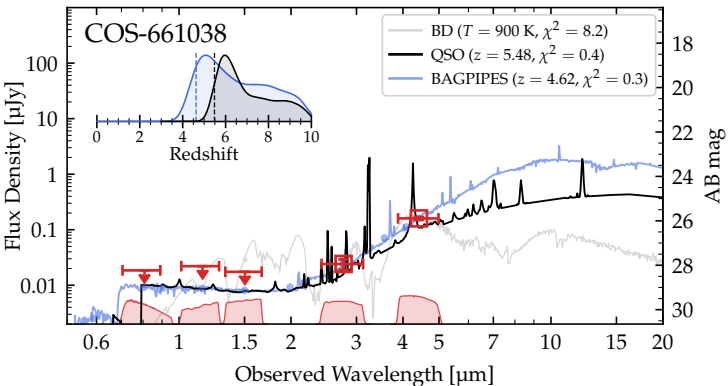 COS-661038
BD (T = 900 K, χ² = 8.2)
QSO (z = 5.48, χ² = 0.4)
BAGPIPES (z = 4.62, χ² = 0.3)
0 2 4 6 8 10
Redshift
100
10
1
0.1
0.01
Flux Density [μJy]
18
20
22
24
26
28
30
AB mag
0.6 1 1.5 2 3 4 5 7 10 15 20
Observed Wavelength [μm]